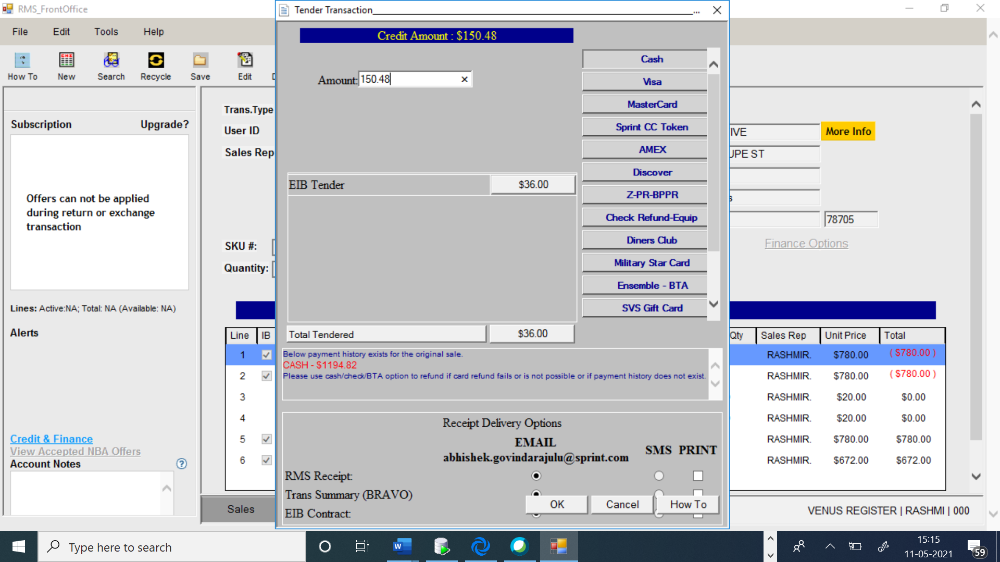 RMS_FrontOffice
File Edit Tools Help
How To New Search Recycle Save Edit
Subscription Upgrade?
Offers can not be applied
during return or exchange
transaction
Lines: Active:NA; Total: NA (Available: NA)
Alerts
Credit & Finance
View Accepted NBA Offers
Account Notes
?
Trans.Type
User ID
Sales Rep
SKU #:
Quantity:
Line IB
1
2
3
4
5
6
Sales
Tender Transaction_...
Credit Amount : $150.48
Amount: 150.48
Cash
Visa
MasterCard
Sprint CC Token
AMEX
Discover
Z-PR-BPPR
Check Refund-Equip
Diners Club
Military Star Card
Ensemble - BTA
SVS Gift Card
EIB Tender $36.00
Total Tendered $36.00
Below payment history exists for the original sale.
CASH - $1194.82
Please use cash/check/BTA option to refund if card refund fails or is not possible or if payment history does not exist.
Receipt Delivery Options
EMAIL
abhishek.govindarajulu@sprint.com SMS PRINT
RMS Receipt:
Trans Summary (BRAVO)
EIB Contract:
OK Cancel How To
IVE More Info
UPE ST
78705
Finance Options
Qty Sales Rep Unit Price Total
RASHMIR. $780.00 ( $780.00 )
RASHMIR. $780.00 ( $780.00 )
RASHMIR. $20.00 $0.00
RASHMIR. $20.00 $0.00
RASHMIR. $780.00 $780.00
RASHMIR. $672.00 $672.00
VENUS REGISTER | RASHMI | 000
Type here to search
W
15:15
11-05-2021
59